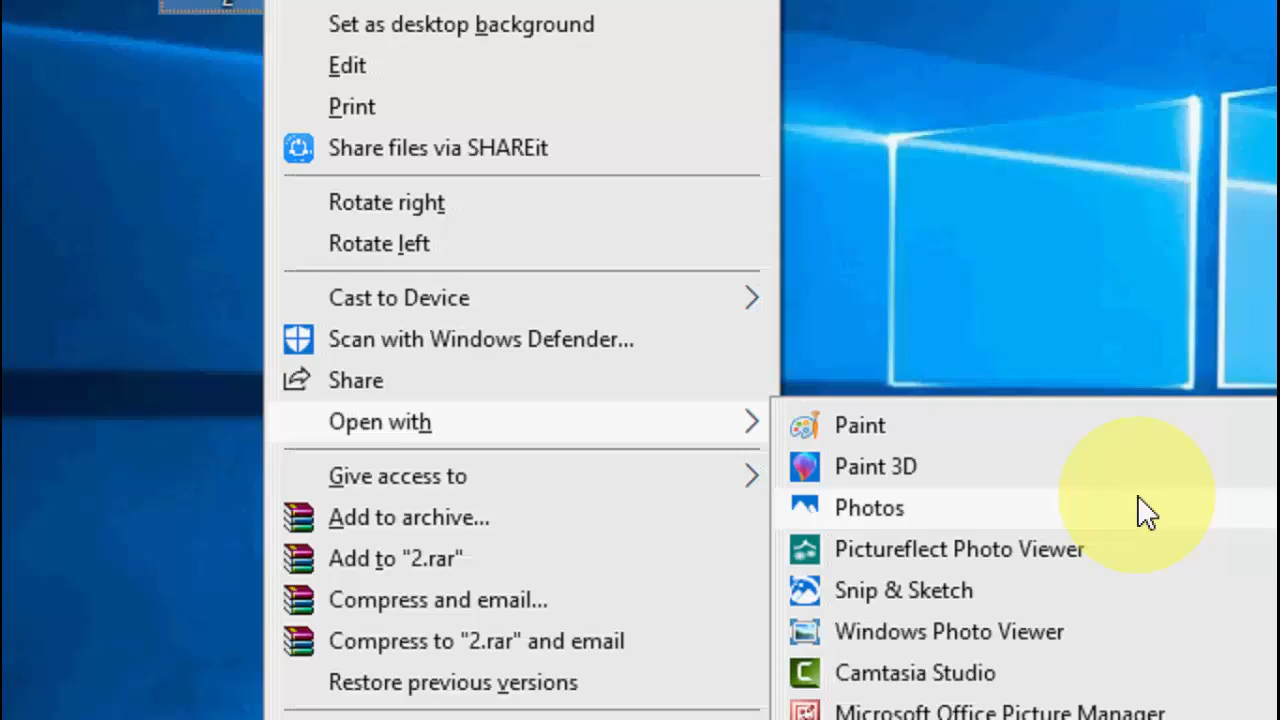 2
Set as desktop background
Edit
Print
Share files via SHAREit
Rotate right
Rotate left
Cast to Device
Scan with Windows Defender...
Share
Open with
Give access to
Add to archive...
Add to "2.rar"
Compress and email...
Compress to "2.rar" and email
Restore previous versions
Paint
Paint 3D
Photos
Pictureflect Photo Viewer
Snip & Sketch
Windows Photo Viewer
Camtasia Studio
Microsoft Office Picture Manager